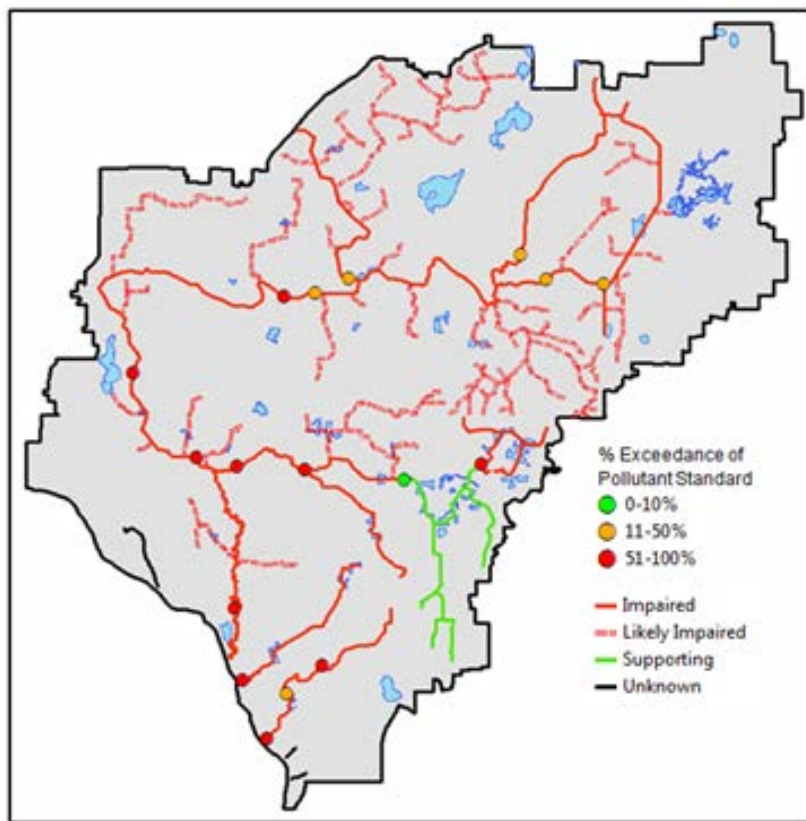 % Exceedance of
Pollutant Standard
0-10%
11-50%
51-100%
Impaired
Likely Impaired
Supporting
Unknown